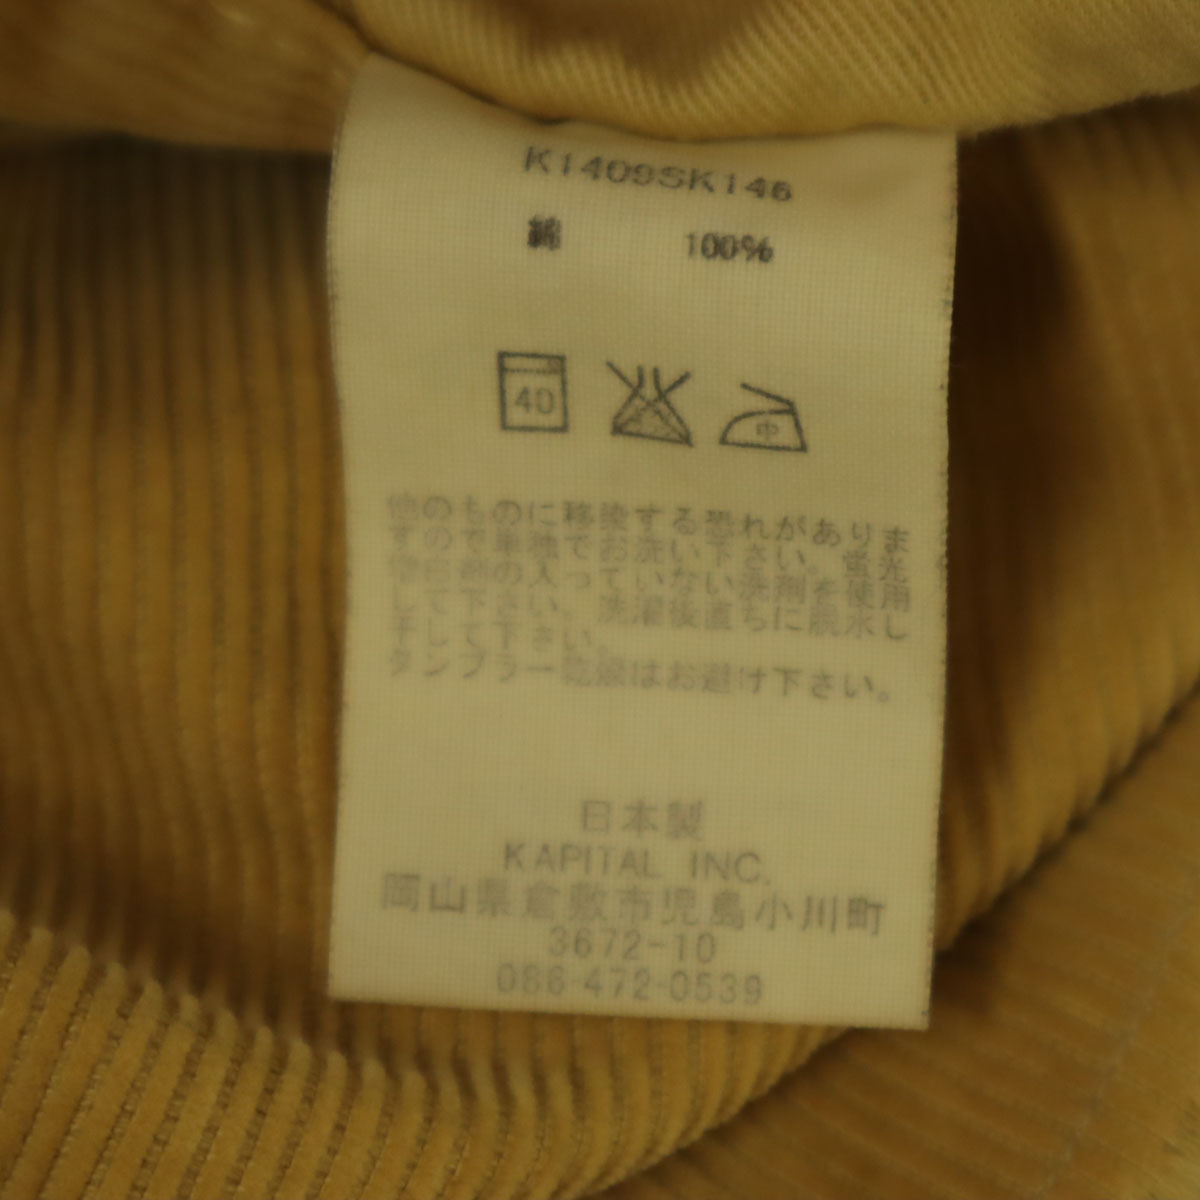 K1409SK146
綿 100%
40
中
他のものに移染する恐れがありま
すので単独でお洗い下さい。蛍光
増白剤の入っていない洗剤を使用
して下さい。洗濯後直ちに脱水し
干して下さい。
タンブラー乾燥はお避け下さい。
日本製
KAPITAL INC.
岡山県倉敷市児島小川町
3672-10
086-472-0539